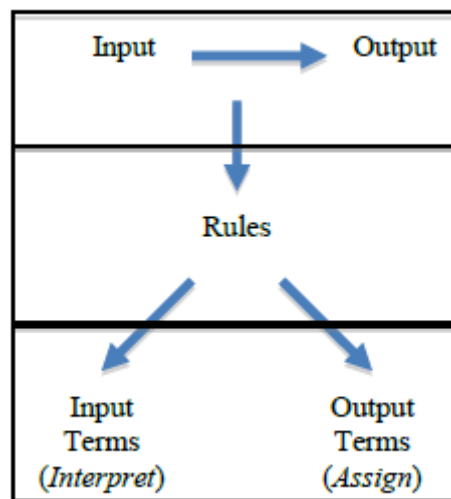 Input Output
Rules
Input
Terms
(Interpret)
Output
Terms
(Assign)